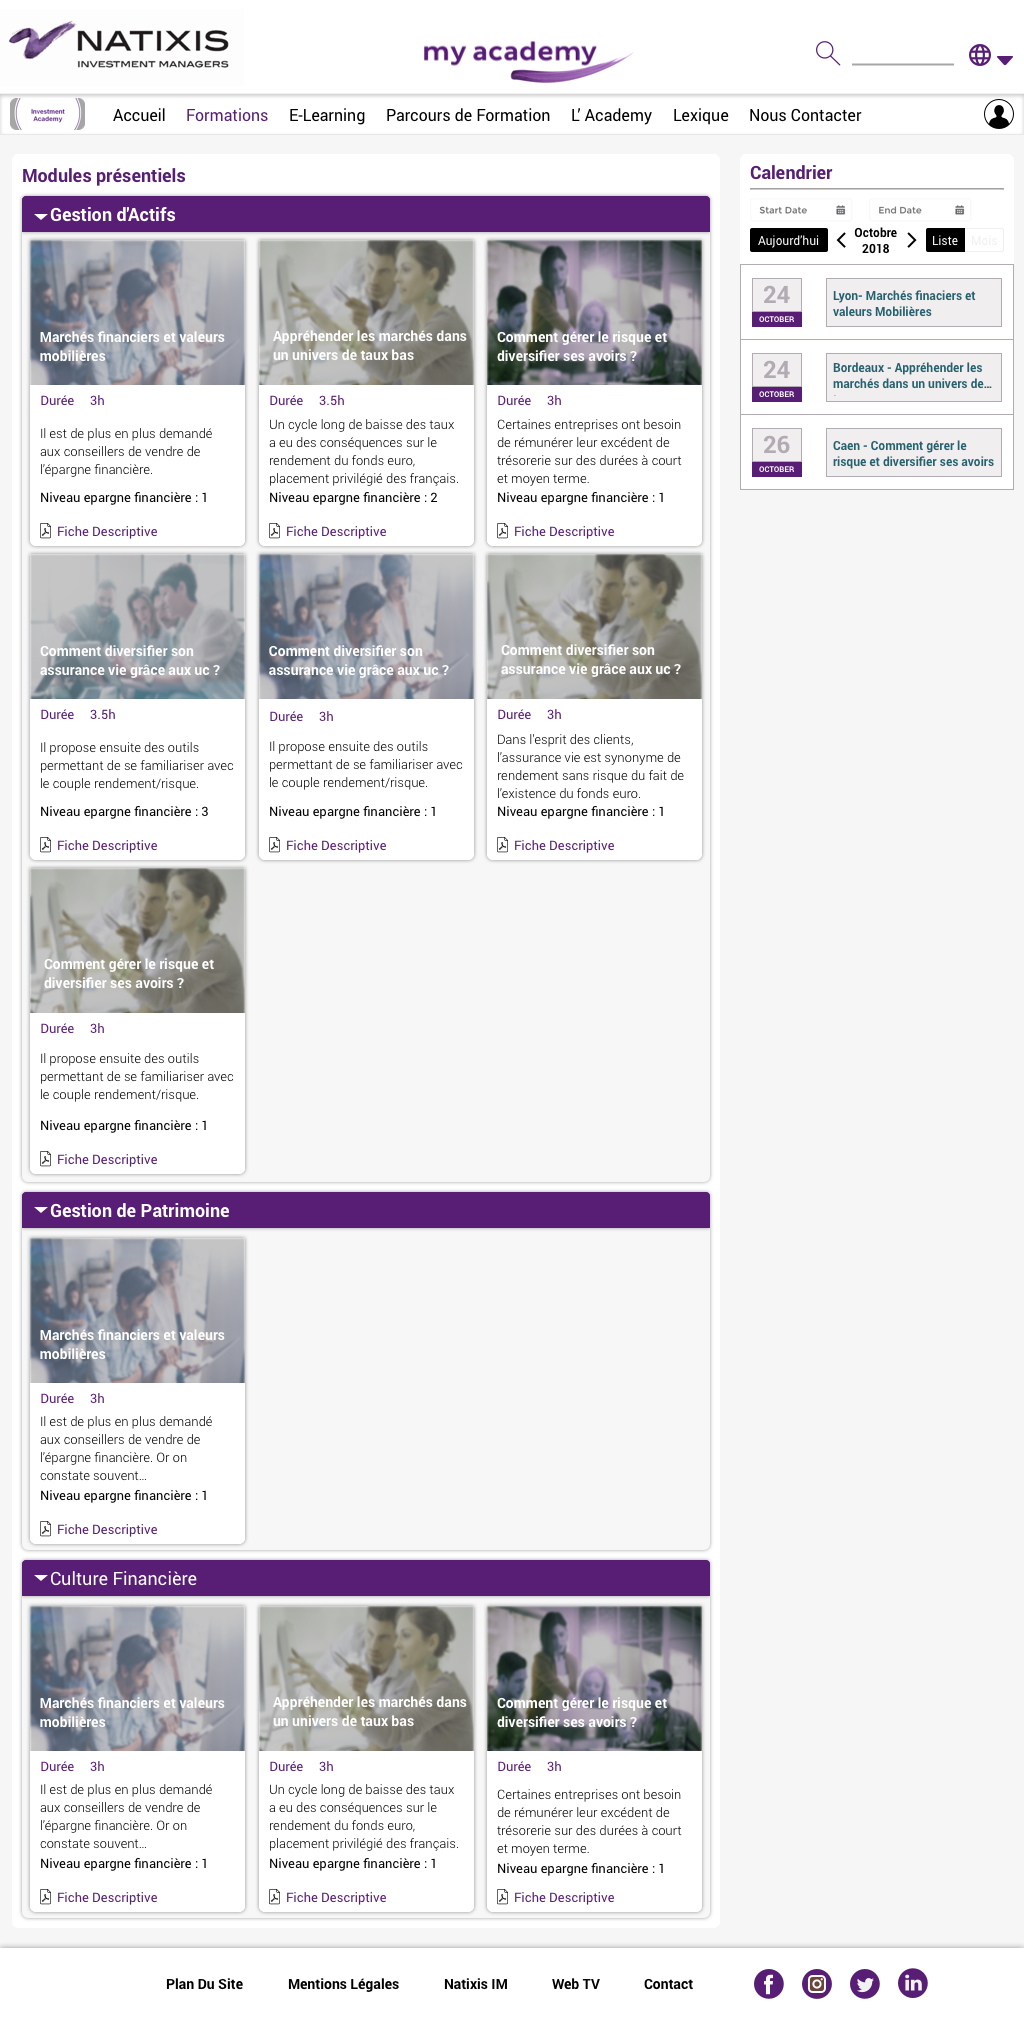 NATIXIS
INVESTMENT MANAGERS
my academy
Investment
Academy
Accueil Formations E-Learning Parcours de Formation L’ Academy Lexique Nous Contacter
Modules présentiels
Gestion d'Actifs
Marchés financiers et valeurs
mobilières
Durée 3h
Il est de plus en plus demandé
aux conseillers de vendre de
l’épargne financière.
Niveau epargne financière : 1
Fiche Descriptive
Appréhender les marchés dans
un univers de taux bas
Durée 3.5h
Un cycle long de baisse des taux
a eu des conséquences sur le
rendement du fonds euro,
placement privilégié des français.
Niveau epargne financière : 2
Fiche Descriptive
Comment gérer le risque et
diversifier ses avoirs ?
Durée 3h
Certaines entreprises ont besoin
de rémunérer leur excédent de
trésorerie sur des durées à court
et moyen terme.
Niveau epargne financière : 1
Fiche Descriptive
Comment diversifier son
assurance vie grâce aux uc ?
Durée 3.5h
Il propose ensuite des outils
permettant de se familiariser avec
le couple rendement/risque.
Niveau epargne financière : 3
Fiche Descriptive
Comment diversifier son
assurance vie grâce aux uc ?
Durée 3h
Il propose ensuite des outils
permettant de se familiariser avec
le couple rendement/risque.
Niveau epargne financière : 1
Fiche Descriptive
Comment diversifier son
assurance vie grâce aux uc ?
Durée 3h
Dans l’esprit des clients,
l’assurance vie est synonyme de
rendement sans risque du fait de
l’existence du fonds euro.
Niveau epargne financière : 1
Fiche Descriptive
Comment gérer le risque et
diversifier ses avoirs ?
Durée 3h
Il propose ensuite des outils
permettant de se familiariser avec
le couple rendement/risque.
Niveau epargne financière : 1
Fiche Descriptive
Gestion de Patrimoine
Marchés financiers et valeurs
mobilières
Durée 3h
Il est de plus en plus demandé
aux conseillers de vendre de
l’épargne financière. Or on
constate souvent…
Niveau epargne financière : 1
Fiche Descriptive
Culture Financière
Marchés financiers et valeurs
mobilières
Durée 3h
Il est de plus en plus demandé
aux conseillers de vendre de
l’épargne financière. Or on
constate souvent…
Niveau epargne financière : 1
Fiche Descriptive
Appréhender les marchés dans
un univers de taux bas
Durée 3h
Un cycle long de baisse des taux
a eu des conséquences sur le
rendement du fonds euro,
placement privilégié des français.
Niveau epargne financière : 1
Fiche Descriptive
Comment gérer le risque et
diversifier ses avoirs ?
Durée 3h
Certaines entreprises ont besoin
de rémunérer leur excédent de
trésorerie sur des durées à court
et moyen terme.
Niveau epargne financière : 1
Fiche Descriptive
Calendrier
Start Date End Date
Aujourd’hui
Octobre
2018
Liste Mois
24
OCTOBER
Lyon- Marchés finaciers et
valeurs Mobilières
24
OCTOBER
Bordeaux - Appréhender les
marchés dans un univers de…
26
OCTOBER
Caen - Comment gérer le
risque et diversifier ses avoirs
Plan Du Site Mentions Légales Natixis IM Web TV Contact